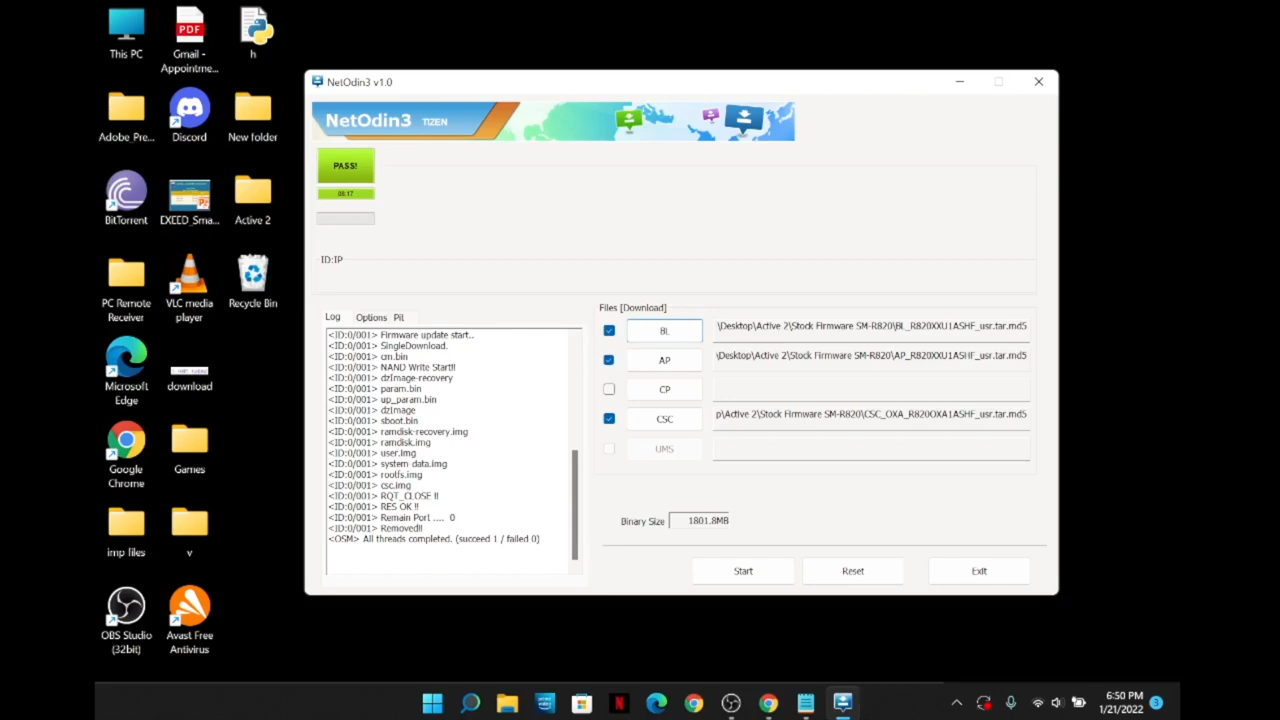 This PC
Gmail -
Appointme...
h
Adobe_Pre...
Discord
New folder
BitTorrent
EXEED_Sma...
Active 2
PC Remote
Receiver
VLC media
player
Recycle Bin
Microsoft
Edge
download
Google
Chrome
Games
imp files
v
OBS Studio
(32bit)
Avast Free
Antivirus
PDF
NetOdin3 v1.0
NetOdin3 TIZEN
PASS!
08:17
ID:IP
Log
Options
Pit
<ID:0/001> Firmware update start..
<ID:0/001> SingleDownload.
<ID:0/001> cm.bin
<ID:0/001> NAND Write Start!!
<ID:0/001> dzImage-recovery
<ID:0/001> param.bin
<ID:0/001> up_param.bin
<ID:0/001> dzImage
<ID:0/001> sboot.bin
<ID:0/001> ramdisk-recovery.img
<ID:0/001> ramdisk.img
<ID:0/001> user.img
<ID:0/001> system-data.img
<ID:0/001> rootfs.img
<ID:0/001> csc.img
<ID:0/001> RQT_CLOSE !!
<ID:0/001> RES OK !!
<ID:0/001> Remain Port .... 0
<ID:0/001> Removed!!
<OSM> All threads completed. (succeed 1 / failed 0)
Files [Download]
BL
\Desktop\Active 2\Stock Firmware SM-R820\BL_R820XXU1ASHF_usr.tar.md5
AP
\Desktop\Active 2\Stock Firmware SM-R820\AP_R820XXU1ASHF_usr.tar.md5
CP
CSC
p\Active 2\Stock Firmware SM-R820\CSC_OXA_R820OXA1ASHF_usr.tar.md5
UMS
Binary Size
1801.8MB
Start
Reset
Exit
6:50 PM
1/21/2022
3